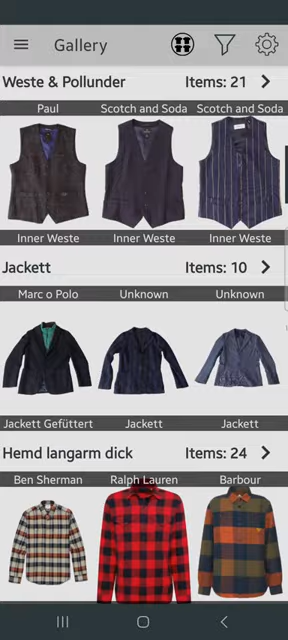 Gallery
Weste & Pollunder Items: 21
Paul Scotch and Soda Scotch and Soda
Inner Weste Inner Weste Inner Weste
Jackett Items: 10
Marc o Polo Unknown Unknown
Jackett Gefüttert Jackett Jackett
Hemd langarm dick Items: 24
Ben Sherman Ralph Lauren Barbour